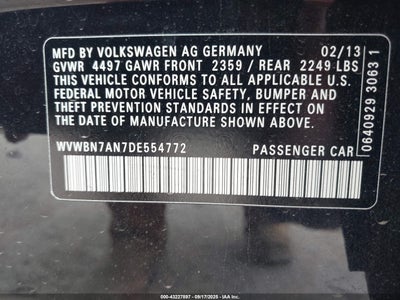 MFD BY VOLKSWAGEN AG GERMANY 02/13
GVWR 4497 GAWR FRONT 2359 / REAR 2249 LBS
THIS VEHICLE CONFORMS TO ALL APPLICABLE U.S.
FEDERAL MOTOR VEHICLE SAFETY, BUMPER AND
THEFT PREVENTION STANDARDS IN EFFECT ON THE
DATE OF MANUFACTURE SHOWN ABOVE.
WVWBN7AN7DE554772 PASSENGER CAR
0640929 3063 1
000-43227897 - 09/17/2025 - IAA Inc.